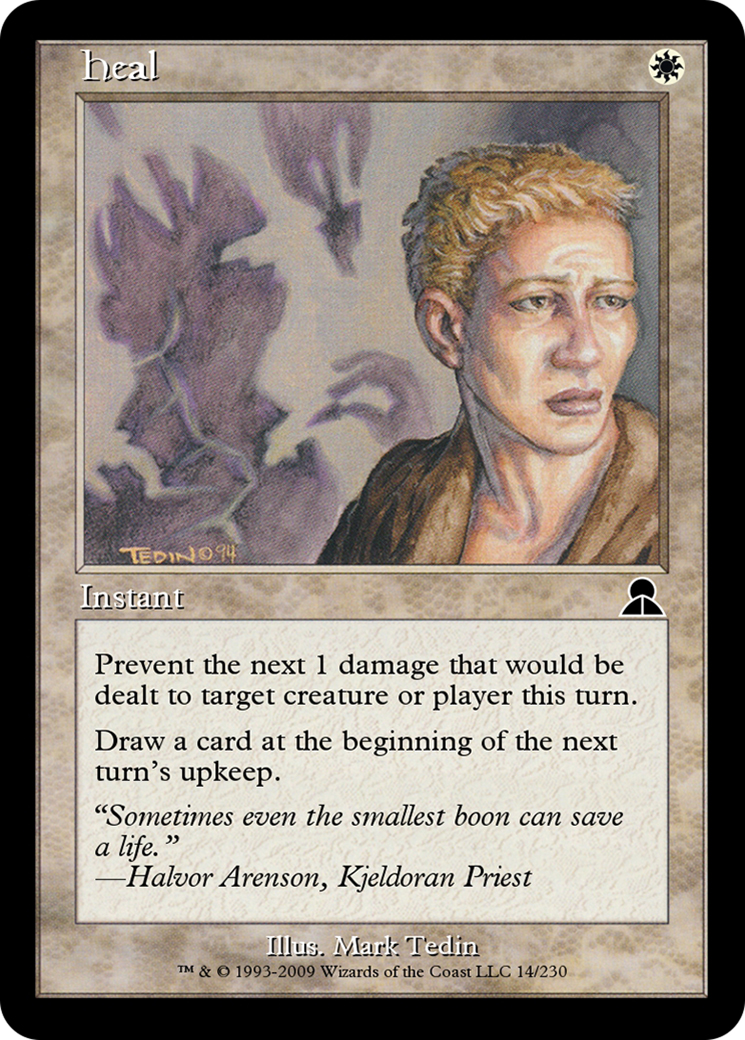 Heal
TEDIN © 94
Instant
Prevent the next 1 damage that would be
dealt to target creature or player this turn.
Draw a card at the beginning of the next
turn's upkeep.
“Sometimes even the smallest boon can save
a life.”
—Halvor Arenson, Kjeldoran Priest
Illus. Mark Tedin
™ & © 1993-2009 Wizards of the Coast LLC 14/230